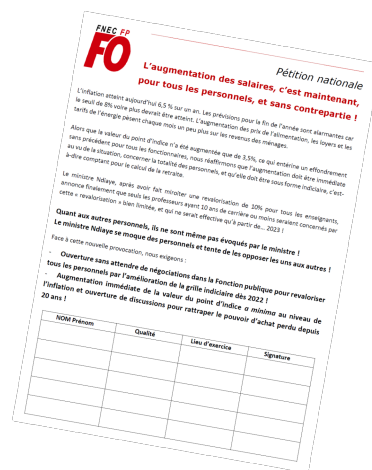 FNEC FP
FO
Pétition nationale
L'augmentation des salaires, c'est maintenant,
pour tous les personnels, et sans contrepartie !
L'inflation atteint aujourd'hui 6,5 % sur un an. Les prévisions pour la fin de l'année sont alarmantes car
le seuil de 8% voire plus devrait être atteint. L'augmentation des prix de l'alimentation, les loyers et les
tarifs de l'énergie pèsent chaque mois un peu plus sur les revenus des ménages.
Alors que la valeur du point d'indice n'a été augmentée que de 3,5%, ce qui entérine un effondrement
sans précédent pour tous les fonctionnaires, nous réaffirmons que l'augmentation doit être immédiate
au vu de la situation, concerner la totalité des personnels, et qu'elle doit être sous forme indiciaire, c'est-
à-dire comptant pour le calcul de la retraite.
Le ministre Ndiaye, après avoir fait miroiter une revalorisation de 10% pour tous les enseignants,
annonce finalement que seuls les professeurs ayant 10 ans de carrière ou moins seraient concernés par
cette « revalorisation » bien limitée, et qui ne serait effective qu'à partir de... 2023 !
Quant aux autres personnels, ils ne sont même pas évoqués par le ministre !
Le ministre Ndiaye se moque des personnels et tente de les opposer les uns aux autres !
Face à cette nouvelle provocation, nous exigeons :
- Ouverture sans attendre de négociations dans la Fonction publique pour revaloriser
tous les personnels par l'amélioration de la grille indiciaire dès 2022 !
- Augmentation immédiate de la valeur du point d'indice a minima au niveau de
l'inflation et ouverture de discussions pour rattraper le pouvoir d'achat perdu depuis
20 ans !
NOM Prénom Qualité Lieu d'exercice Signature